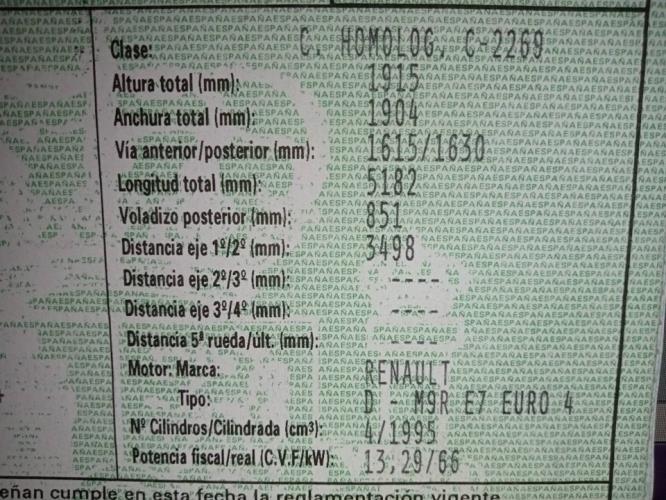 C. HOMOLOG. C-2269
Clase:
Altura total (mm): 1915
Anchura total (mm): 1904
Vía anterior/posterior (mm): 1615/1630
Longitud total (mm): 5182
Voladizo posterior (mm): 851
Distancia eje 1º/2º (mm): 3498
Distancia eje 2º/3º (mm): ----
Distancia eje 3º/4º (mm): ----
Distancia 5ª rueda/últ. (mm): ----
Motor: Marca: RENAULT
Tipo: D - M9R E7 EURO 4
Nº Cilindros/Cilindrada (cm³): 4/1995
Potencia fiscal/real (C.V.F/kW): 13,29/66
eñan cumple en esta fecha la reglamentación vigente